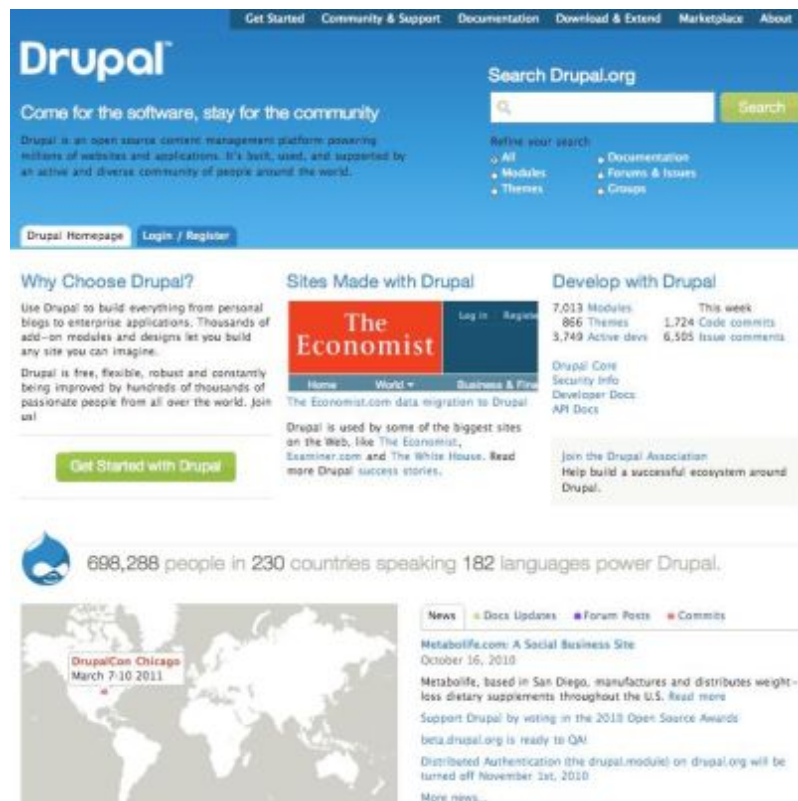 Get Started Community & Support Documentation Download & Extend Marketplace About
Drupal™
Come for the software, stay for the community
Drupal is an open source content management platform powering
millions of websites and applications. It's built, used, and supported by
an active and diverse community of people around the world.
Search Drupal.org
Search
Refine your search
All
Modules
Themes
Documentation
Forums & Issues
Groups
Drupal Homepage Login / Register
Why Choose Drupal?
Use Drupal to build everything from personal
blogs to enterprise applications. Thousands of
add-on modules and designs let you build
any site you can imagine.
Drupal is free, flexible, robust and constantly
being improved by hundreds of thousands of
passionate people from all over the world. Join
us!
Get Started with Drupal
Sites Made with Drupal
The
Economist
Log in Registe
Home World Business & Fina
The Economist.com data migration to Drupal
Drupal is used by some of the biggest sites
on the Web, like The Economist,
Examiner.com and The White House. Read
more Drupal success stories.
Develop with Drupal
7,013 Modules
866 Themes
3,749 Active devs
This week
1,724 Code commits
6,505 Issue comments
Drupal Core
Security Info
Developer Docs
API Docs
Join the Drupal Association
Help build a successful ecosystem around
Drupal.
698,288 people in 230 countries speaking 182 languages power Drupal.
DrupalCon Chicago
March 7-10 2011
News Docs Updates Forum Posts Commits
Metabolife.com: A Social Business Site
October 16, 2010
Metabolife, based in San Diego, manufactures and distributes weight-
loss dietary supplements throughout the U.S. Read more
Support Drupal by voting in the 2010 Open Source Awards
beta.drupal.org is ready to QA!
Distributed Authentication (the drupal.module) on drupal.org will be
turned off November 1st, 2010
More news...